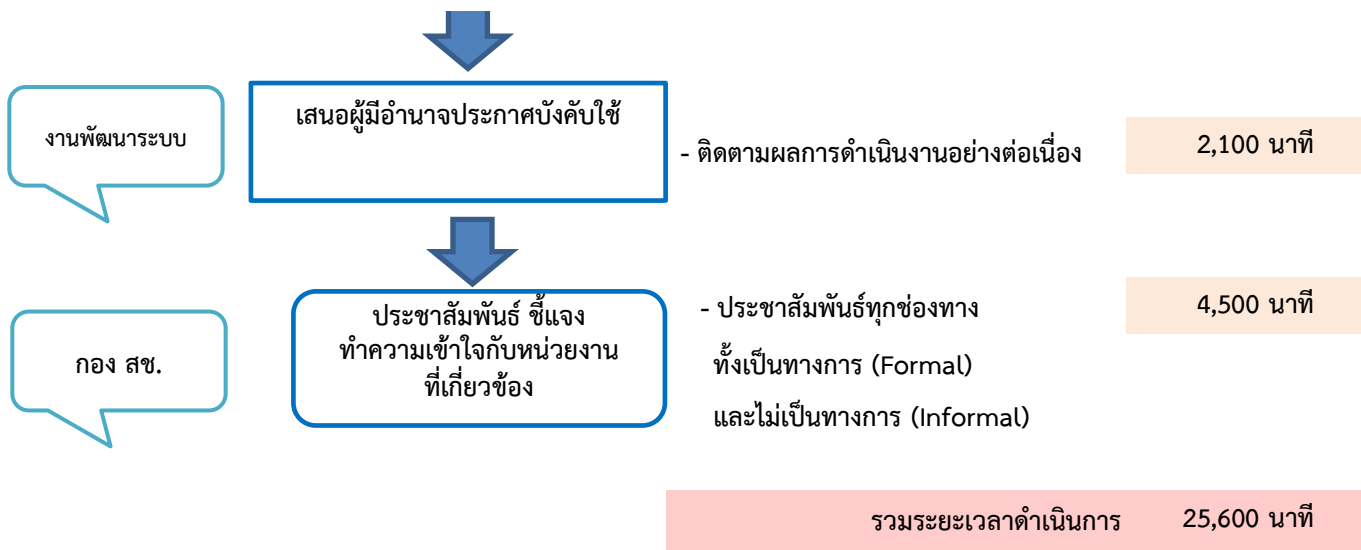 งานพัฒนาระบบ
เสนอผู้มีอำนาจประกาศบังคับใช้
- ติดตามผลการดำเนินงานอย่างต่อเนื่อง
2,100 นาที
กอง สช.
ประชาสัมพันธ์ ชี้แจง
ทำความเข้าใจกับหน่วยงาน
ที่เกี่ยวข้อง
- ประชาสัมพันธ์ทุกช่องทาง
ทั้งเป็นทางการ (Formal)
และไม่เป็นทางการ (Informal)
4,500 นาที
รวมระยะเวลาดำเนินการ 25,600 นาที